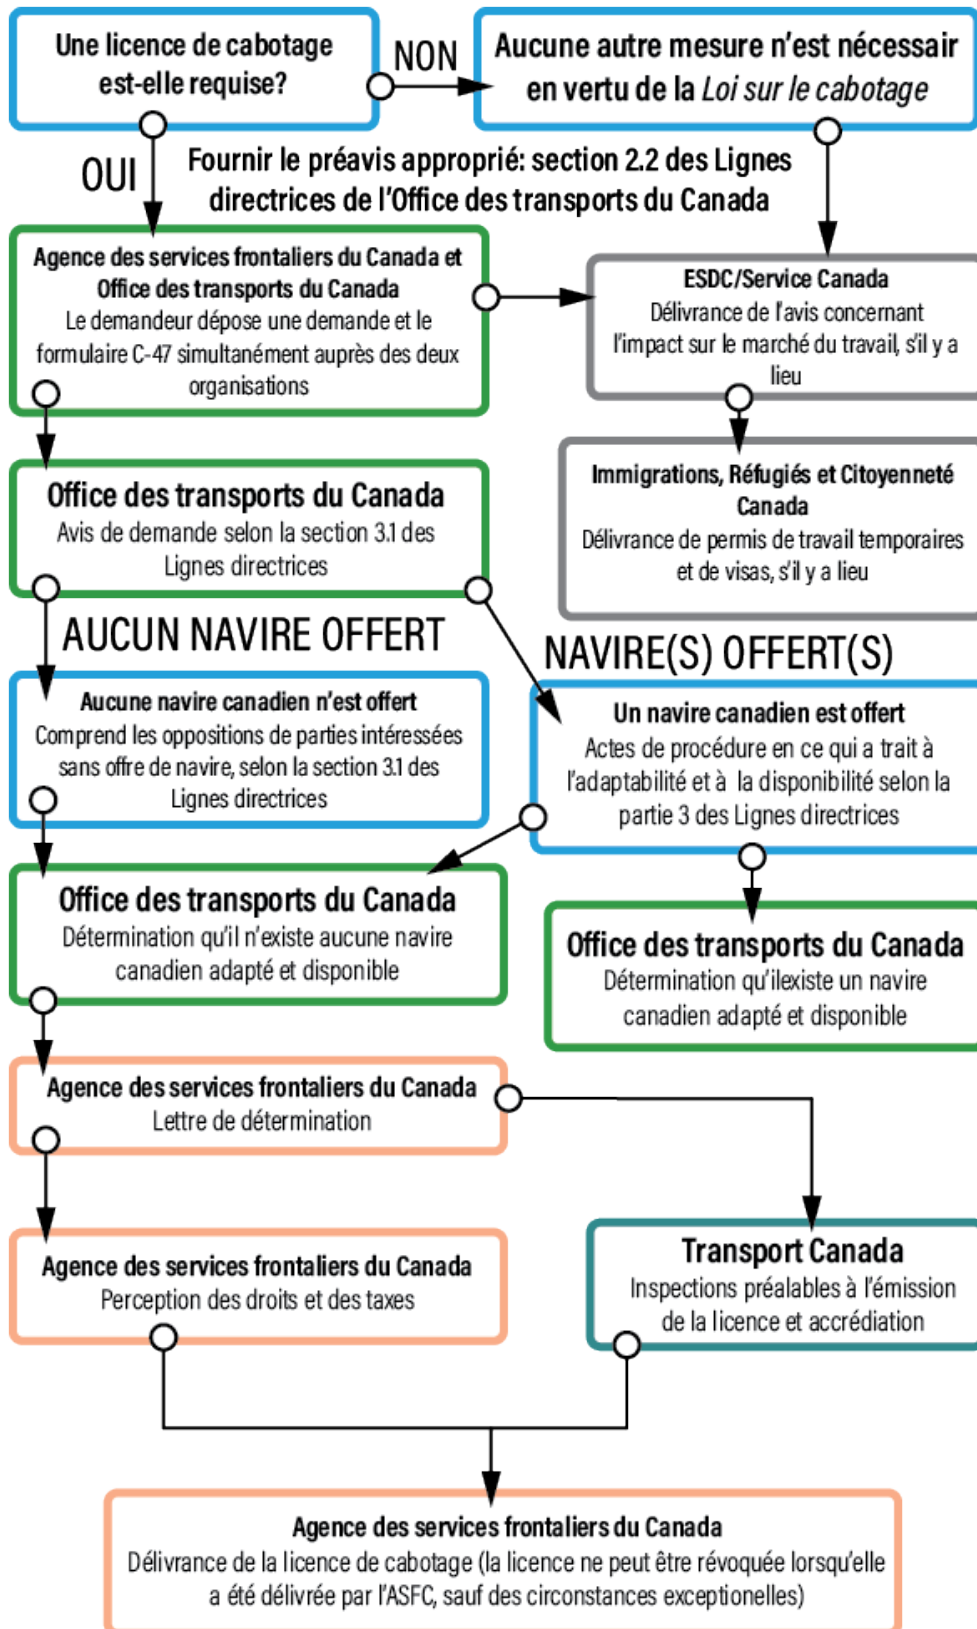 Une licence de cabotage
est-elle requise?
NON
Aucune autre mesure n'est nécessair
en vertu de la Loi sur le cabotage
OUI
Fournir le préavis approprié: section 2.2 des Lignes
directrices de l'Office des transports du Canada
Agence des services frontaliers du Canada et
Office des transports du Canada
Le demandeur dépose une demande et le
formulaire C-47 simultanément auprès des deux
organisations
ESDC/Service Canada
Délivrance de l'avis concernant
l'impact sur le marché du travail, s'il y a
lieu
Office des transports du Canada
Avis de demande selon la section 3.1 des
Lignes directrices
Immigrations, Réfugiés et Citoyenneté
Canada
Délivrance de permis de travail temporaires
et de visas, s'il y a lieu
AUCUN NAVIRE OFFERT
NAVIRE(S) OFFERT(S)
Aucune navire canadien n'est offert
Comprend les oppositions de parties intéressées
sans offre de navire, selon la section 3.1 des
Lignes directrices
Un navire canadien est offert
Actes de procédure en ce qui a trait à
l'adaptabilité et à la disponibilité selon la
partie 3 des Lignes directrices
Office des transports du Canada
Détermination qu'il n'existe aucune navire
canadien adapté et disponible
Office des transports du Canada
Détermination qu'ilexiste un navire
canadien adapté et disponible
Agence des services frontaliers du Canada
Lettre de détermination
Agence des services frontaliers du Canada
Perception des droits et des taxes
Transport Canada
Inspections préalables à l'émission
de la licence et accrédiation
Agence des services frontaliers du Canada
Délivrance de la licence de cabotage (la licence ne peut être révoquée lorsqu'elle
a été délivrée par l'ASFC, sauf des circonstances exceptionelles)